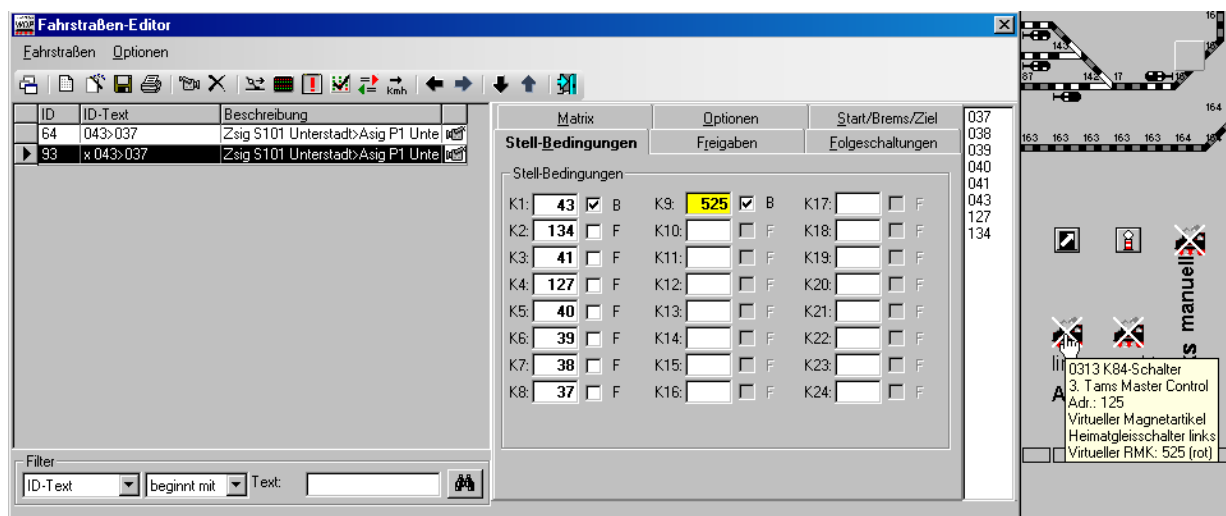 Fahrstraßen-Editor
Fahrstraßen Optionen
kmh
ID ID-Text Beschreibung
64 043>037 Zsig S101 Unterstadt>Asig P1 Unte
93 x 043>037 Zsig S101 Unterstadt>Asig P1 Unte
Matrix Optionen Start/Brems/Ziel
Stell-Bedingungen Freigaben Folgeschaltungen
Stell-Bedingungen
K1: 43 B K9: 525 B K17: F
K2: 134 F K10: F K18: F
K3: 41 F K11: F K19: F
K4: 127 F K12: F K20: F
K5: 40 F K13: F K21: F
K6: 39 F K14: F K22: F
K7: 38 F K15: F K23: F
K8: 37 F K16: F K24: F
037
038
039
040
041
043
127
134
Filter
ID-Text beginnt mit Text:
143
87 142 17
164
163 163 163 163 164
manuell
0313 K84-Schalter
3. Tams Master Control
Adr.: 125
Virtueller Magnetartikel
Heimatgleisschalter links
Virtueller RMK: 525 (rot)